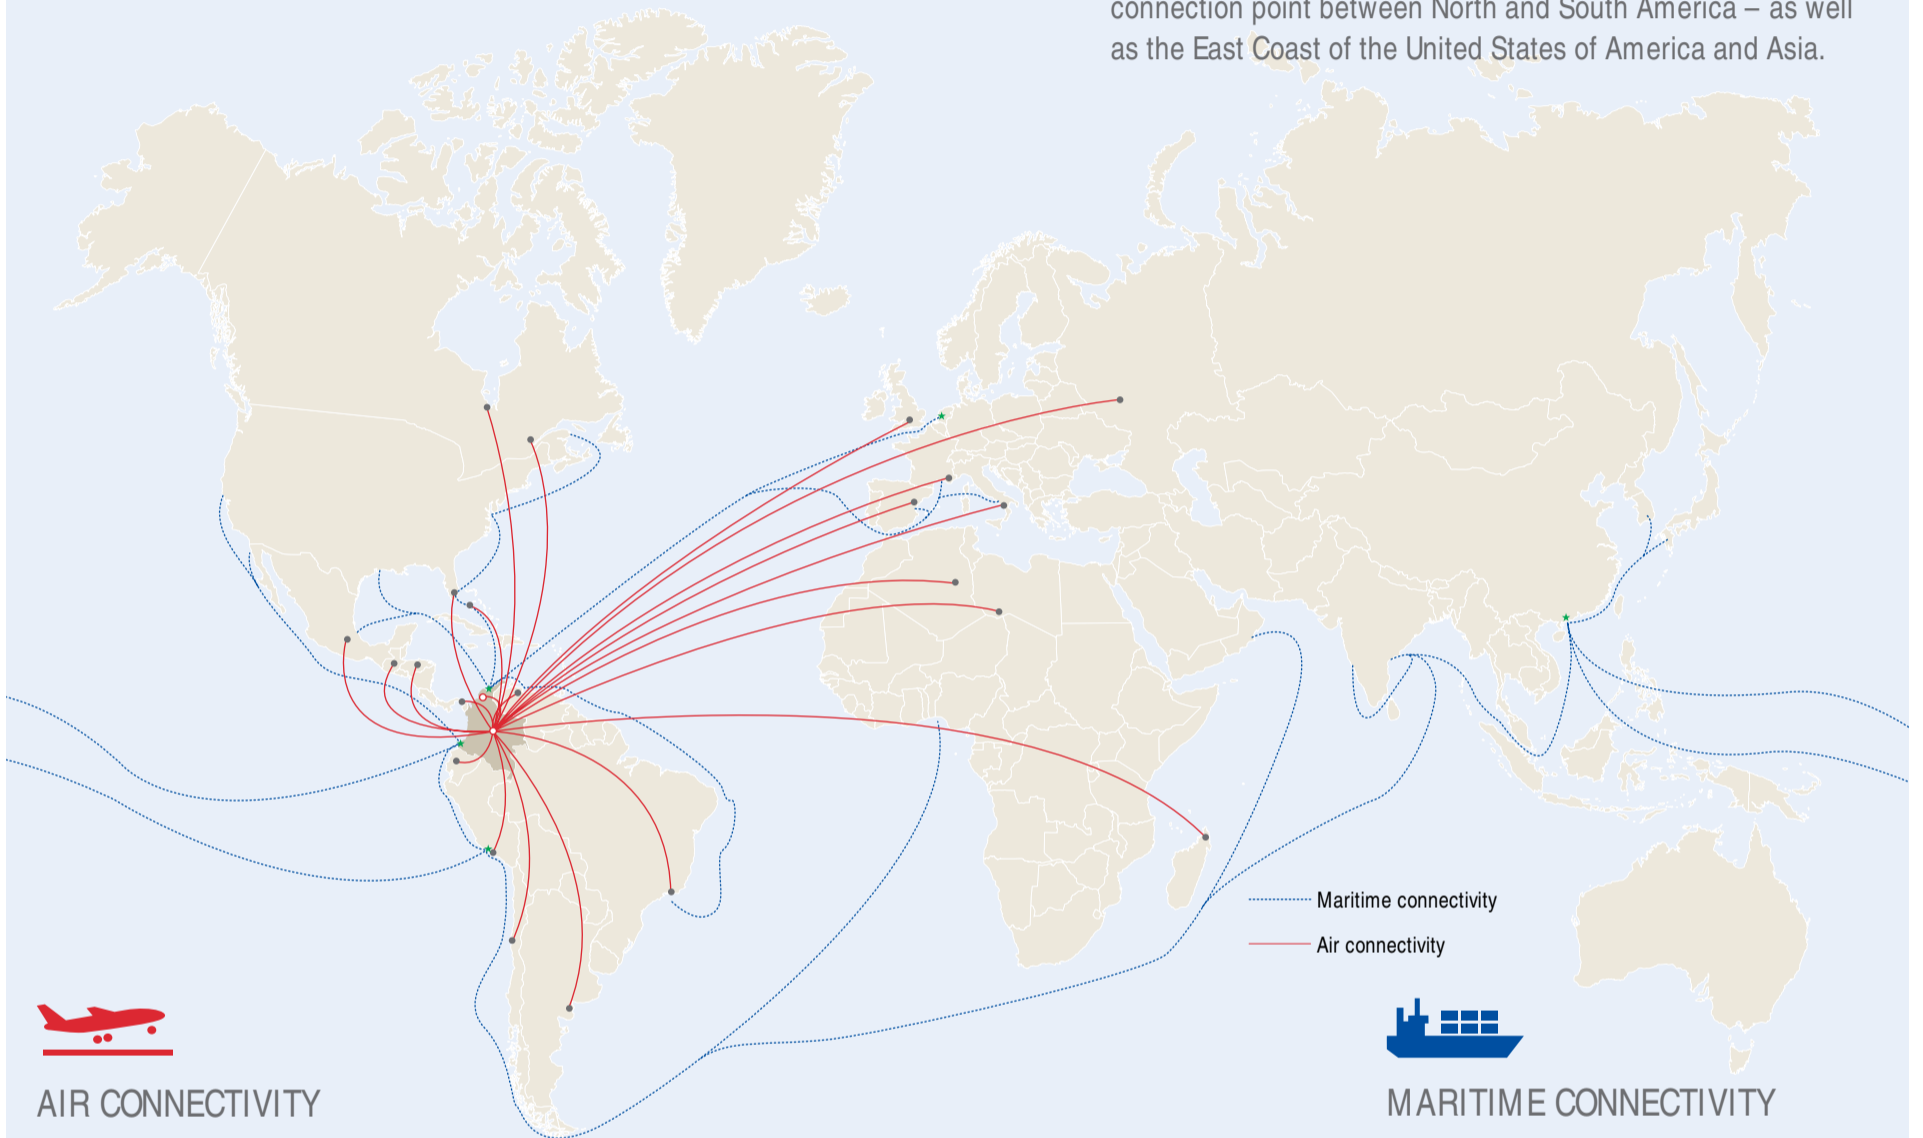 connection point between North and South America – as well
as the East Coast of the United States of America and Asia.
Maritime connectivity
Air connectivity
AIR CONNECTIVITY
MARITIME CONNECTIVITY